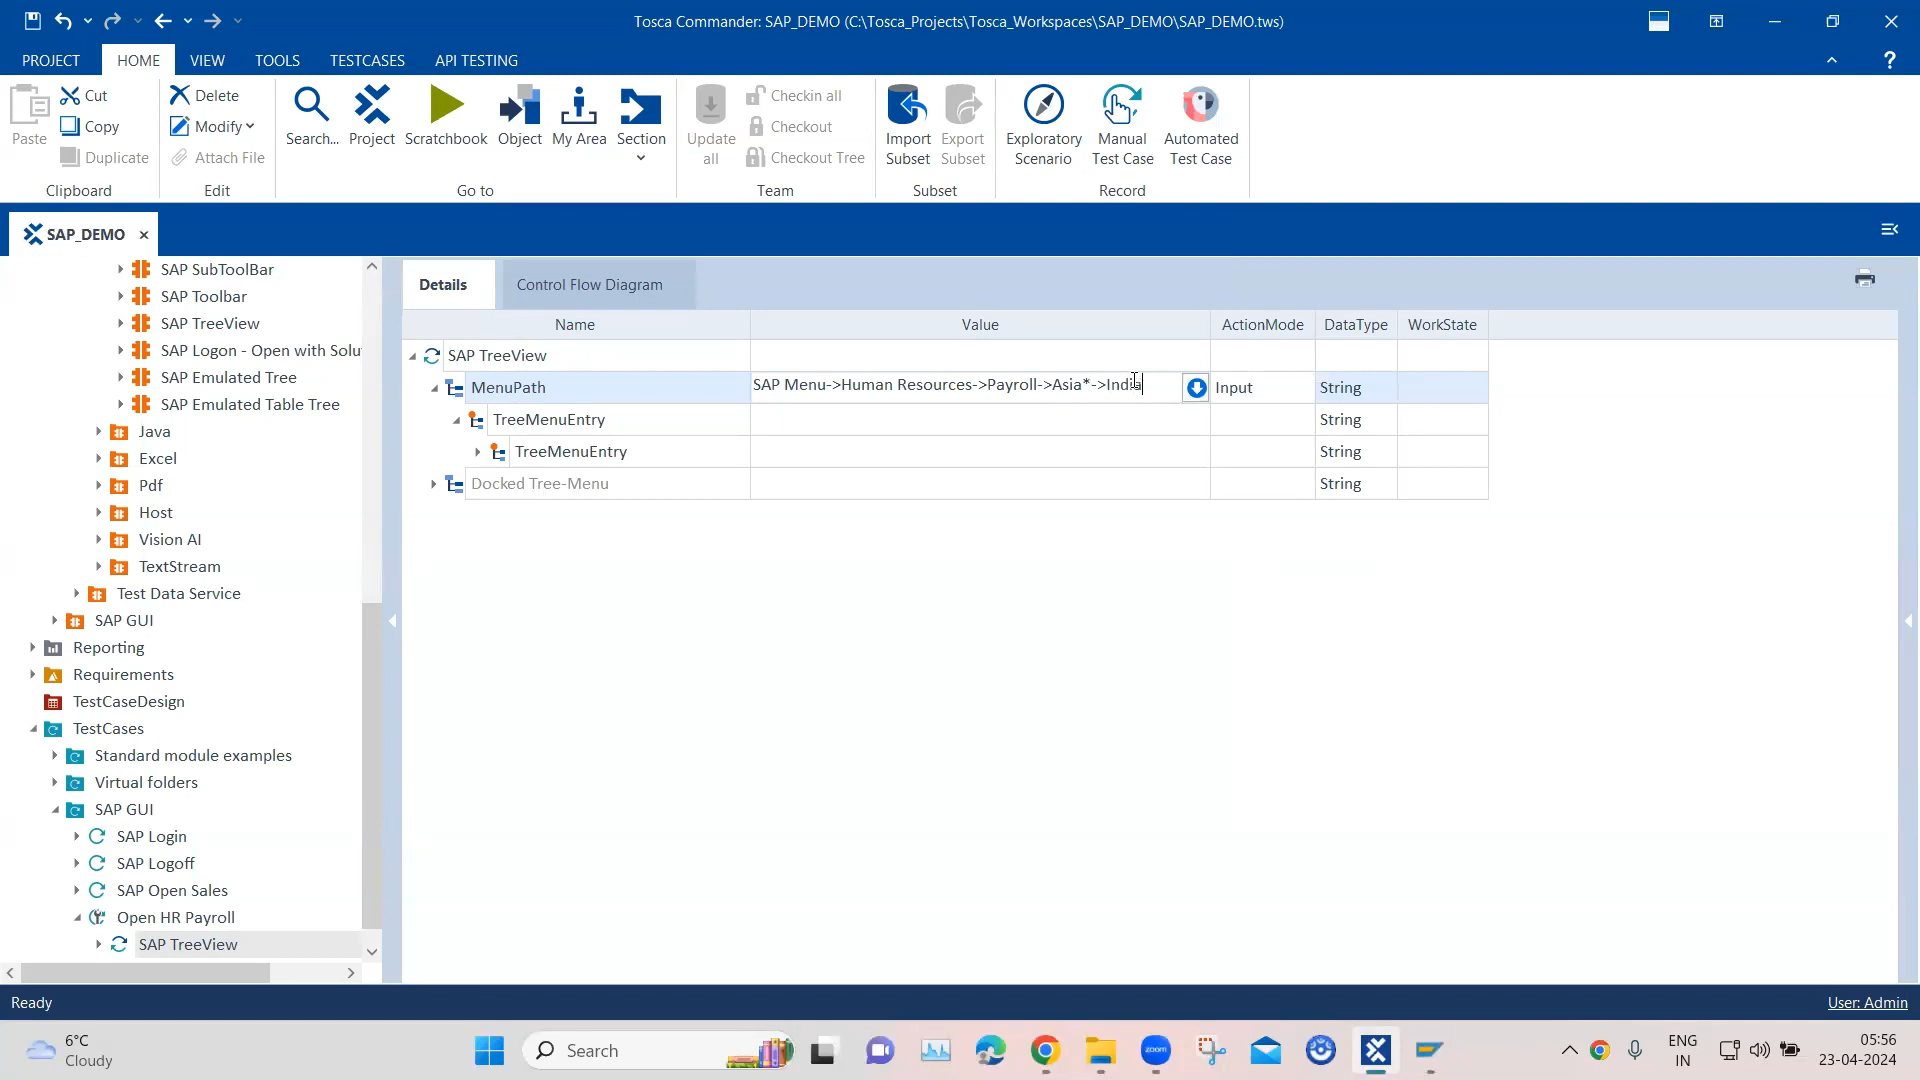 Tosca Commander: SAP_DEMO (C:\Tosca_Projects\Tosca_Workspaces\SAP_DEMO\SAP_DEMO.tws)
PROJECT HOME VIEW TOOLS TESTCASES API TESTING
Paste
Cut
Copy
Duplicate
Clipboard
Delete
Modify
Attach File
Edit
Search... Project Scratchbook Object My Area Section
Go to
Update all
Checkin all
Checkout
Checkout Tree
Team
Import Subset
Export Subset
Subset
Exploratory Scenario
Manual Test Case
Automated Test Case
Record
SAP_DEMO
SAP SubToolBar
SAP Toolbar
SAP TreeView
SAP Logon - Open with Solu
SAP Emulated Tree
SAP Emulated Table Tree
Java
Excel
Pdf
Host
Vision AI
TextStream
Test Data Service
SAP GUI
Reporting
Requirements
TestCaseDesign
TestCases
Standard module examples
Virtual folders
SAP GUI
SAP Login
SAP Logoff
SAP Open Sales
Open HR Payroll
SAP TreeView
Details Control Flow Diagram
Name Value ActionMode DataType WorkState
SAP TreeView
MenuPath SAP Menu->Human Resources->Payroll->Asia*->India Input String
TreeMenuEntry String
TreeMenuEntry String
Docked Tree-Menu String
Ready
User: Admin
6°C
Cloudy
Search
zoom
ENG
IN
05:56
23-04-2024